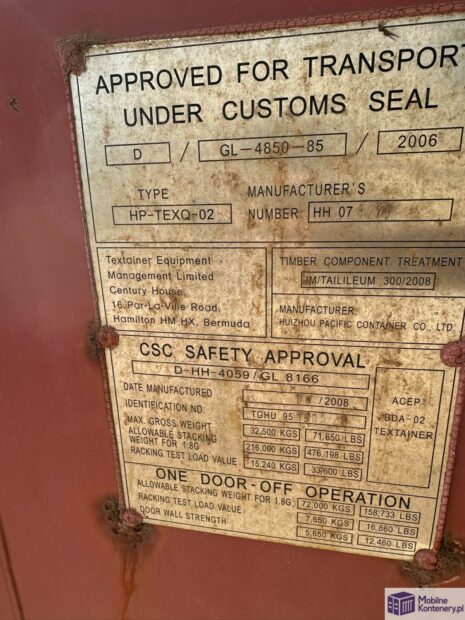 APPROVED FOR TRANSPORT
UNDER CUSTOMS SEAL
D / GL-4850-85 / 2006
TYPE HP-TEXQ-02
MANUFACTURER'S NUMBER HH 07
Textainer Equipment
Management Limited
Century House,
16 Par-La-Ville Road,
Hamilton HM HX, Bermuda
TIMBER COMPONENT TREATMENT
IM/TAILILEUM 300/2008
MANUFACTURER:
HUIZHOU PACIFIC CONTAINER CO., LTD.
CSC SAFETY APPROVAL
D-HH-4059/GL 8166
DATE MANUFACTURED /2008
IDENTIFICATION NO. TGHU 95
MAX. GROSS WEIGHT 32,500 KGS 71,650 LBS
ALLOWABLE STACKING
WEIGHT FOR 1.8G 216,000 KGS 476,198 LBS
RACKING TEST LOAD VALUE 15,240 KGS 33,600 LBS
ACEP
BDA-02
TEXTAINER
ONE DOOR-OFF OPERATION
ALLOWABLE STACKING WEIGHT FOR 1.8G 72,000 KGS 158,733 LBS
RACKING TEST LOAD VALUE 7,650 KGS 16,860 LBS
DOOR WALL STRENGTH 5,650 KGS 12,460 LBS
Mobilne
Kontenery.pl